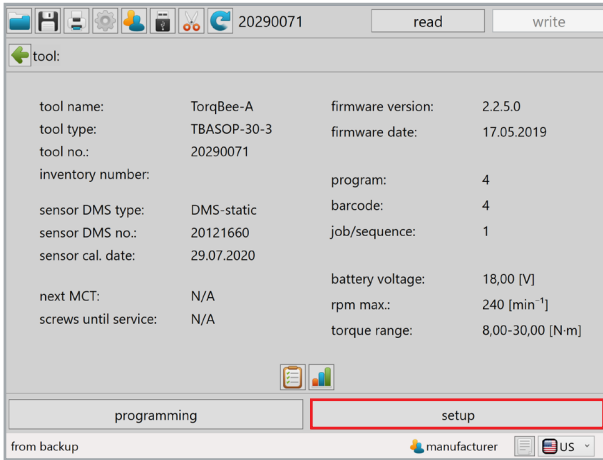 20290071 read write
tool:
tool name: TorqBee-A
tool type: TBASOP-30-3
tool no.: 20290071
inventory number:
sensor DMS type: DMS-static
sensor DMS no.: 20121660
sensor cal. date: 29.07.2020
next MCT: N/A
screws until service: N/A
firmware version: 2.2.5.0
firmware date: 17.05.2019
program: 4
barcode: 4
job/sequence: 1
battery voltage: 18,00 [V]
rpm max.: 240 [min⁻¹]
torque range: 8,00-30,00 [N·m]
programming setup
from backup manufacturer US